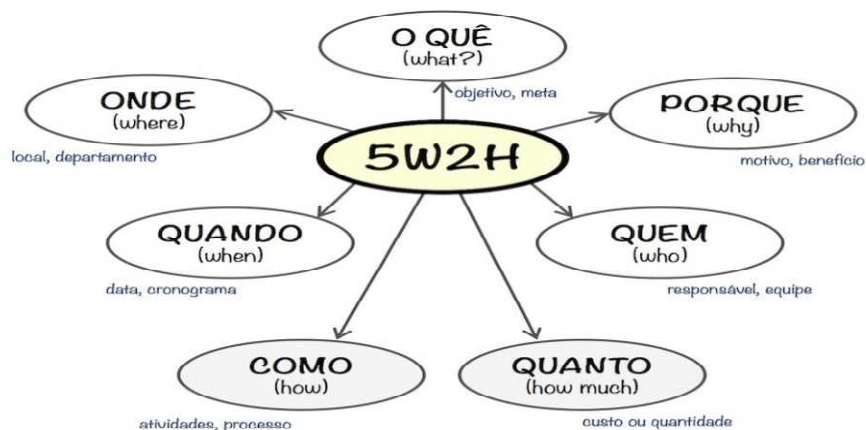 O QUÊ
(what?)
objetivo, meta
ONDE
(where)
local, departamento
PORQUE
(why)
motivo, benefício
5W2H
QUANDO
(when)
data, cronograma
QUEM
(who)
responsável, equipe
COMO
(how)
atividades, processo
QUANTO
(how much)
custo ou quantidade